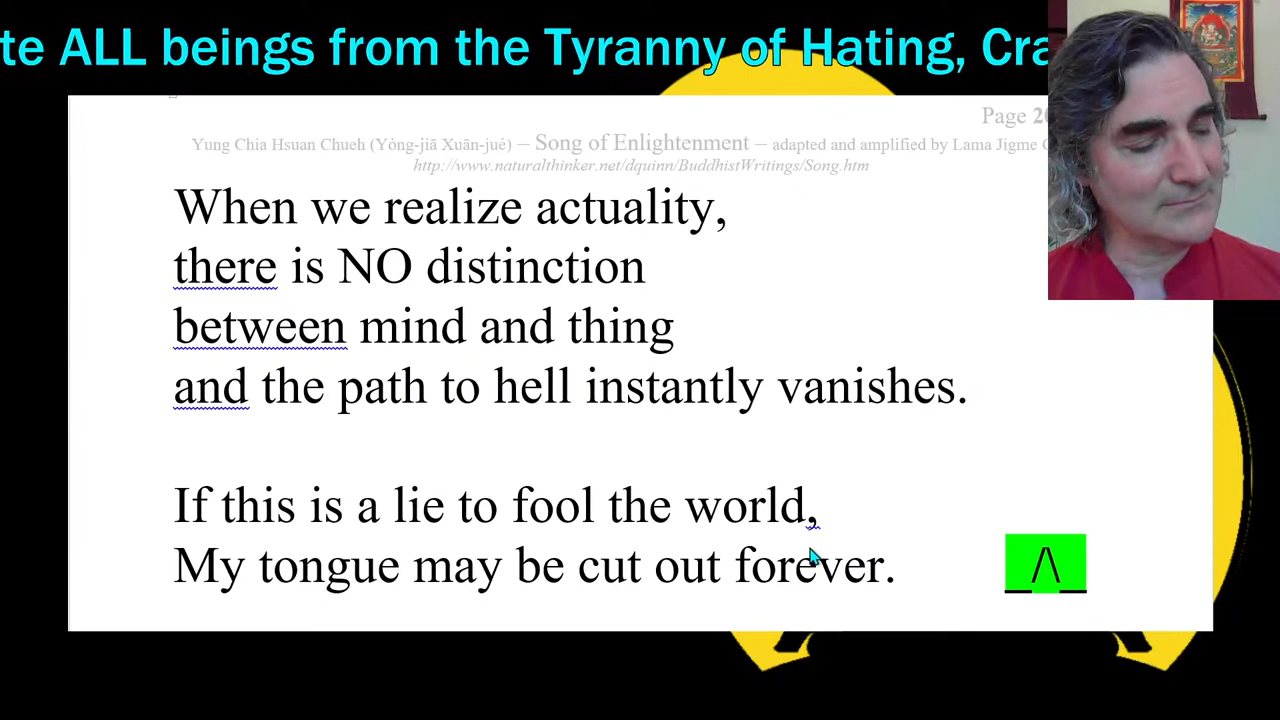 te ALL beings from the Tyranny of Hating, Cra
Page 20
Yung Chia Hsuan Chueh (Yòng-jiā Xuān-jué) – Song of Enlightenment – adapted and amplified by Lama Jigme
http://www.naturalthinker.net/dquinn/BuddhistWritings/Song.htm
When we realize actuality,
there is NO distinction
between mind and thing
and the path to hell instantly vanishes.
If this is a lie to fool the world,
My tongue may be cut out forever. _/\_